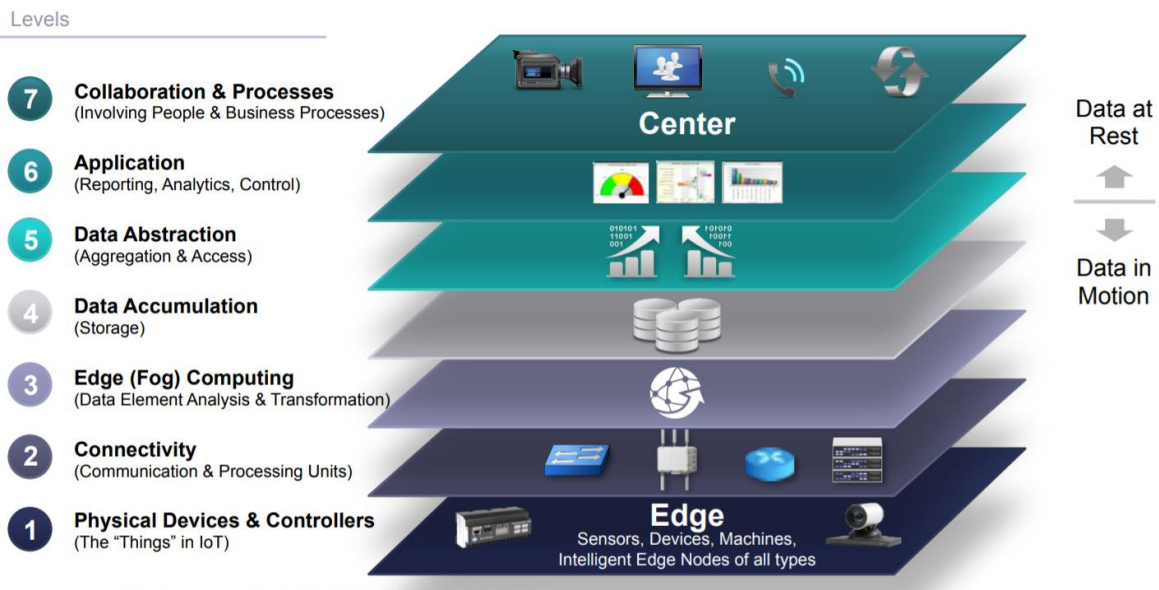 Levels
7
Collaboration & Processes
(Involving People & Business Processes)
6
Application
(Reporting, Analytics, Control)
5
Data Abstraction
(Aggregation & Access)
4
Data Accumulation
(Storage)
3
Edge (Fog) Computing
(Data Element Analysis & Transformation)
2
Connectivity
(Communication & Processing Units)
1
Physical Devices & Controllers
(The “Things” in IoT)
Center
010101
11001
001
Edge
Sensors, Devices, Machines,
Intelligent Edge Nodes of all types
Data at
Rest
Data in
Motion